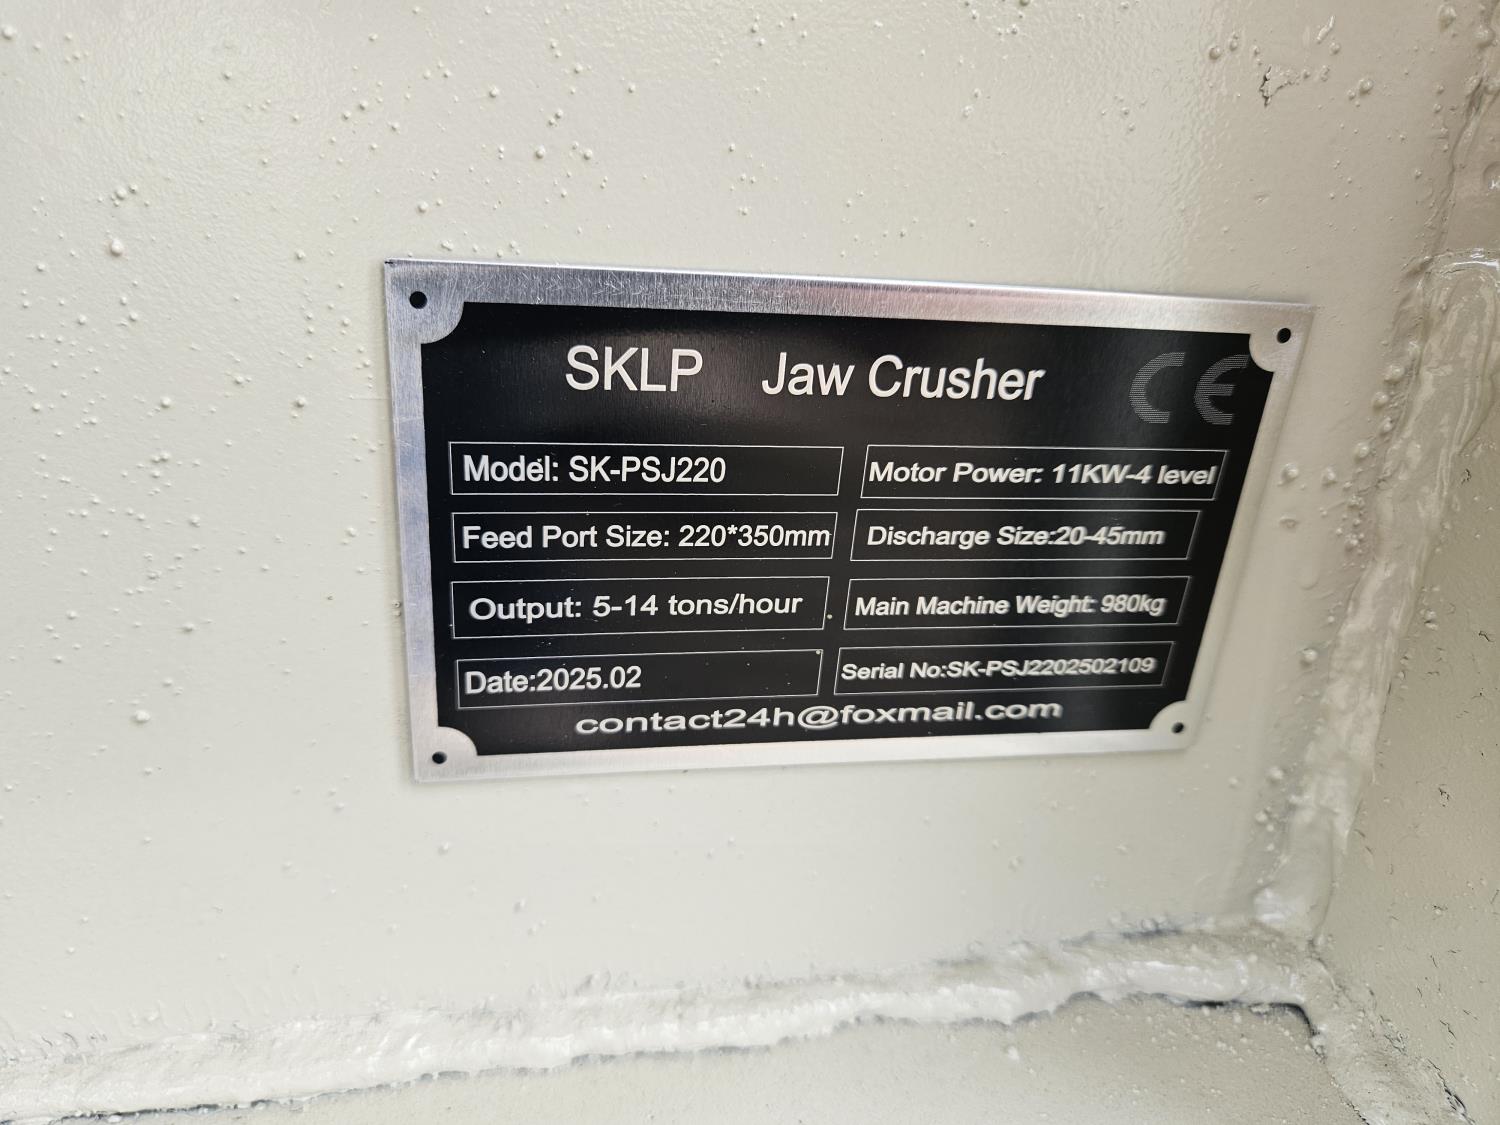 SKLP Jaw Crusher CE
Model: SK-PSJ220
Motor Power: 11KW-4 level
Feed Port Size: 220*350mm
Discharge Size:20-45mm
Output: 5-14 tons/hour
Main Machine Weight: 980kg
Date:2025.02
Serial No:SK-PSJ2202502109
contact24h@foxmail.com